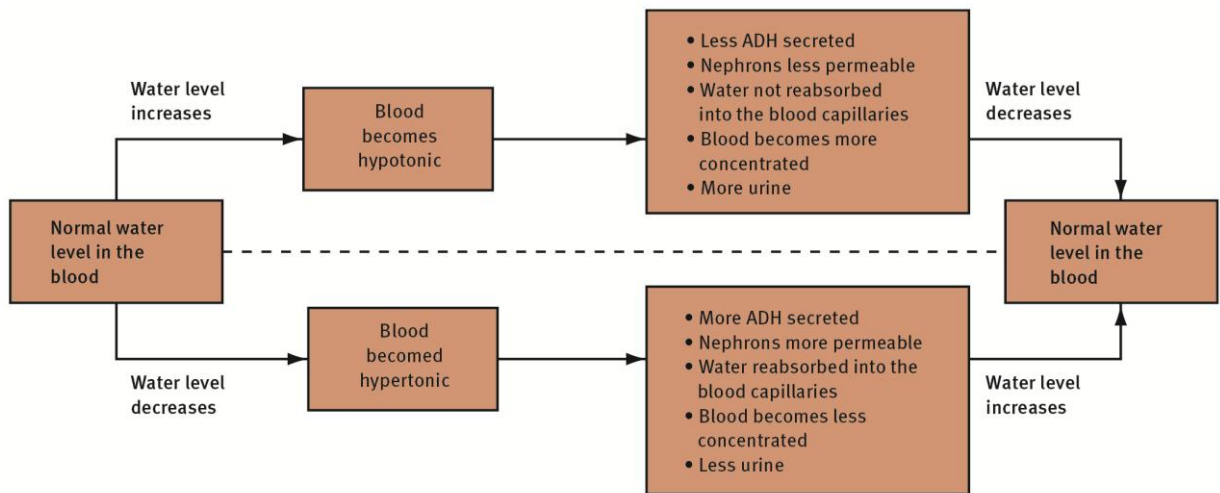 Water level
increases
Blood
becomes
hypotonic
• Less ADH secreted
• Nephrons less permeable
• Water not reabsorbed
into the blood capillaries
• Blood becomes more
concentrated
• More urine
Water level
decreases
Normal water
level in the
blood
Normal water
level in the
blood
Water level
decreases
Blood
becomed
hypertonic
• More ADH secreted
• Nephrons more permeable
• Water reabsorbed into the
blood capillaries
• Blood becomes less
concentrated
• Less urine
Water level
increases